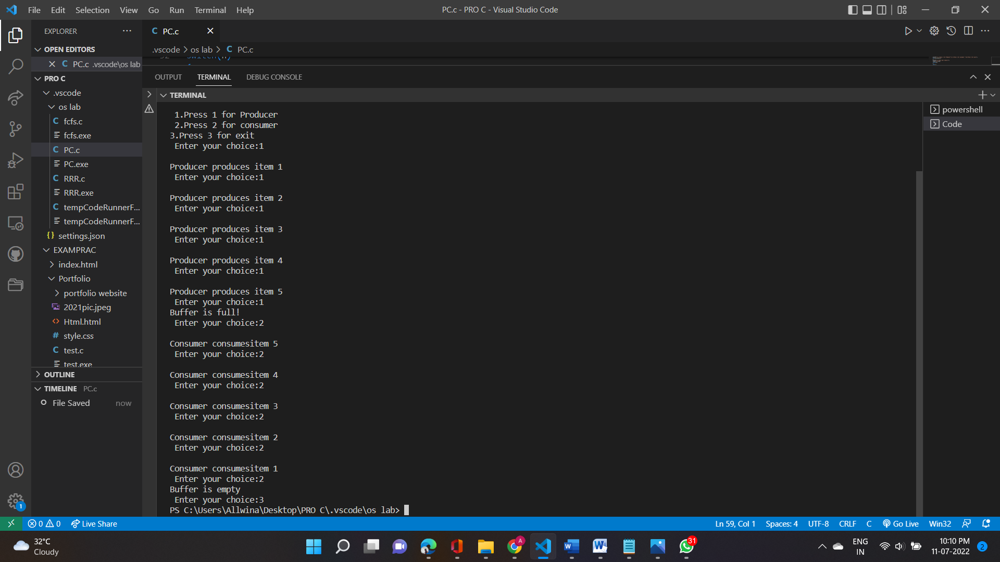 File Edit Selection View Go Run Terminal Help
PC.c - PRO C - Visual Studio Code
EXPLORER
OPEN EDITORS
PC.c .vscode\os lab
PRO C
.vscode
os lab
fcfs.c
fcfs.exe
PC.c
PC.exe
RRR.c
RRR.exe
tempCodeRunnerF...
tempCodeRunnerF...
settings.json
EXAMPRAC
index.html
Portfolio
portfolio website
2021pic.jpeg
Html.html
style.css
test.c
test.exe
OUTLINE
TIMELINE PC.c
File Saved now
C PC.c
.vscode > os lab > C PC.c
OUTPUT TERMINAL DEBUG CONSOLE
TERMINAL
1.Press 1 for Producer
2.Press 2 for consumer
3.Press 3 for exit
Enter your choice:1
Producer produces item 1
Enter your choice:1
Producer produces item 2
Enter your choice:1
Producer produces item 3
Enter your choice:1
Producer produces item 4
Enter your choice:1
Producer produces item 5
Enter your choice:1
Buffer is full!
Enter your choice:2
Consumer consumesitem 5
Enter your choice:2
Consumer consumesitem 4
Enter your choice:2
Consumer consumesitem 3
Enter your choice:2
Consumer consumesitem 2
Enter your choice:2
Consumer consumesitem 1
Enter your choice:2
Buffer is empty
Enter your choice:3
PS C:\Users\Allwina\Desktop\PRO C\.vscode\os lab>
powershell
Code
1
0 0 Live Share
Ln 59, Col 1 Spaces: 4 UTF-8 CRLF C Go Live Win32
32°C
Cloudy
A
31
ENG
IN
10:10 PM
11-07-2022
2